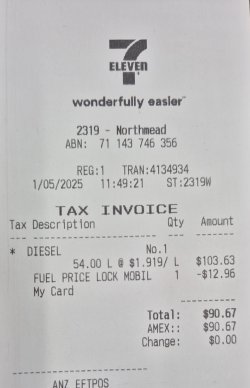 7
ELEVEN
wonderfully easier™
2319 - Northmead
ABN: 71 143 746 356
REG:1 TRAN:4134934
1/05/2025 11:49:21 ST:2319W
TAX INVOICE
Tax Description Qty Amount
* DIESEL No.1
54.00 L @ $1.919/ L $103.63
FUEL PRICE LOCK MOBIL 1 -$12.96
My Card
Total: $90.67
AMEX:: $90.67
Change: $0.00
ANZ EFTPOS